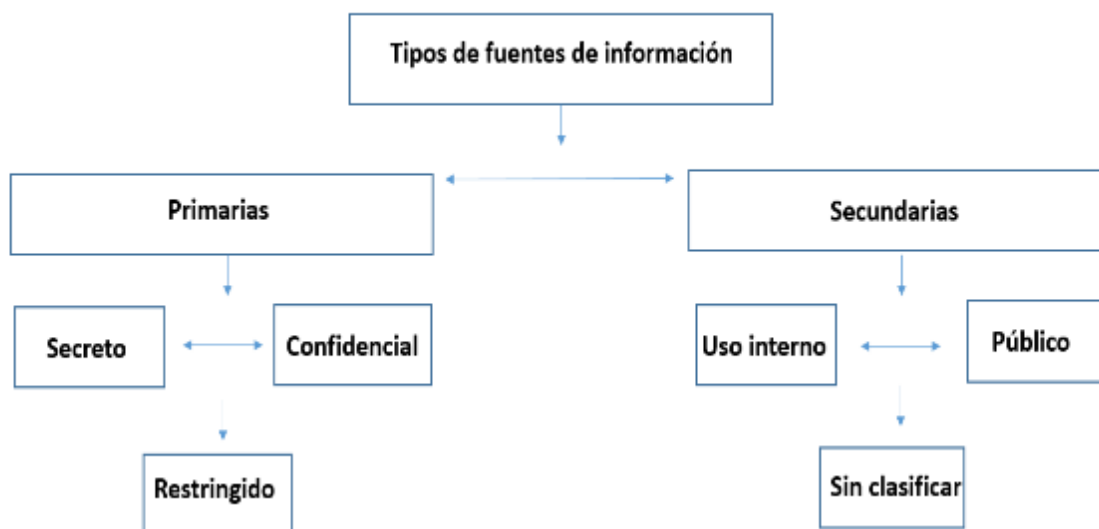 Tipos de fuentes de información
Primarias
Secundarias
Secreto
Confidencial
Uso interno
Público
Restringido
Sin clasificar